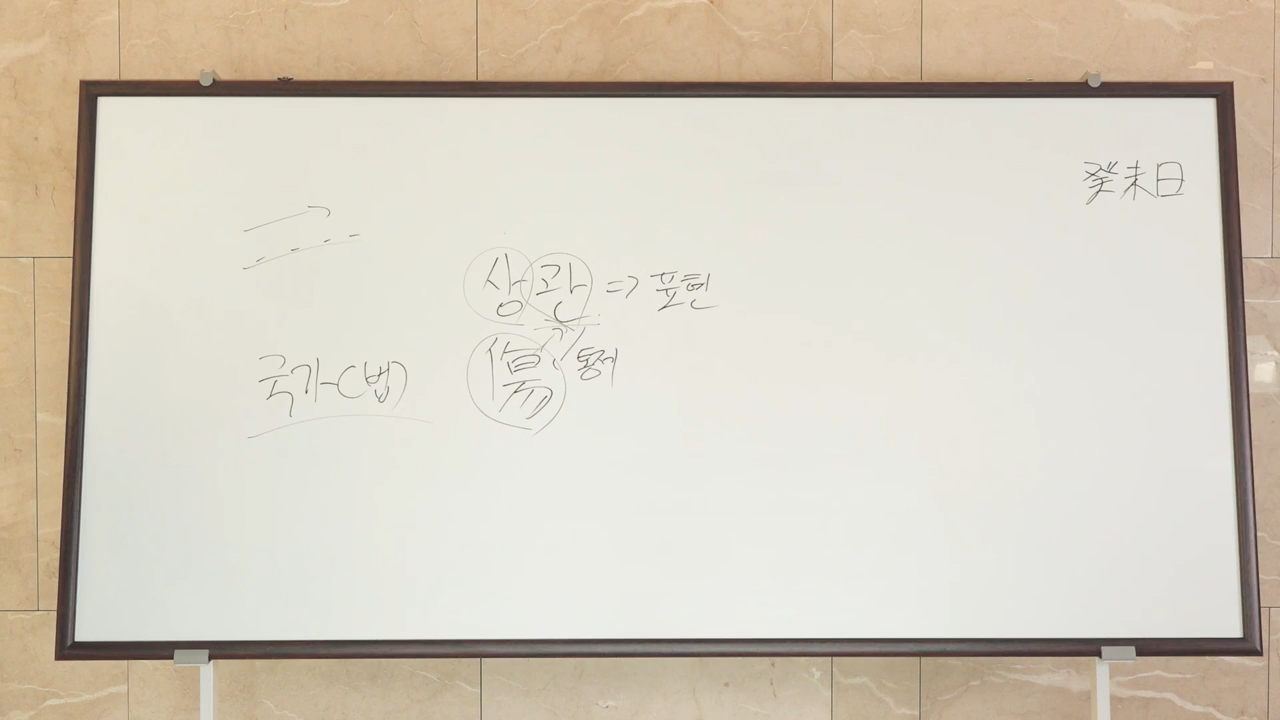 癸未日
상관 => 표현
傷 통제
국가(법)